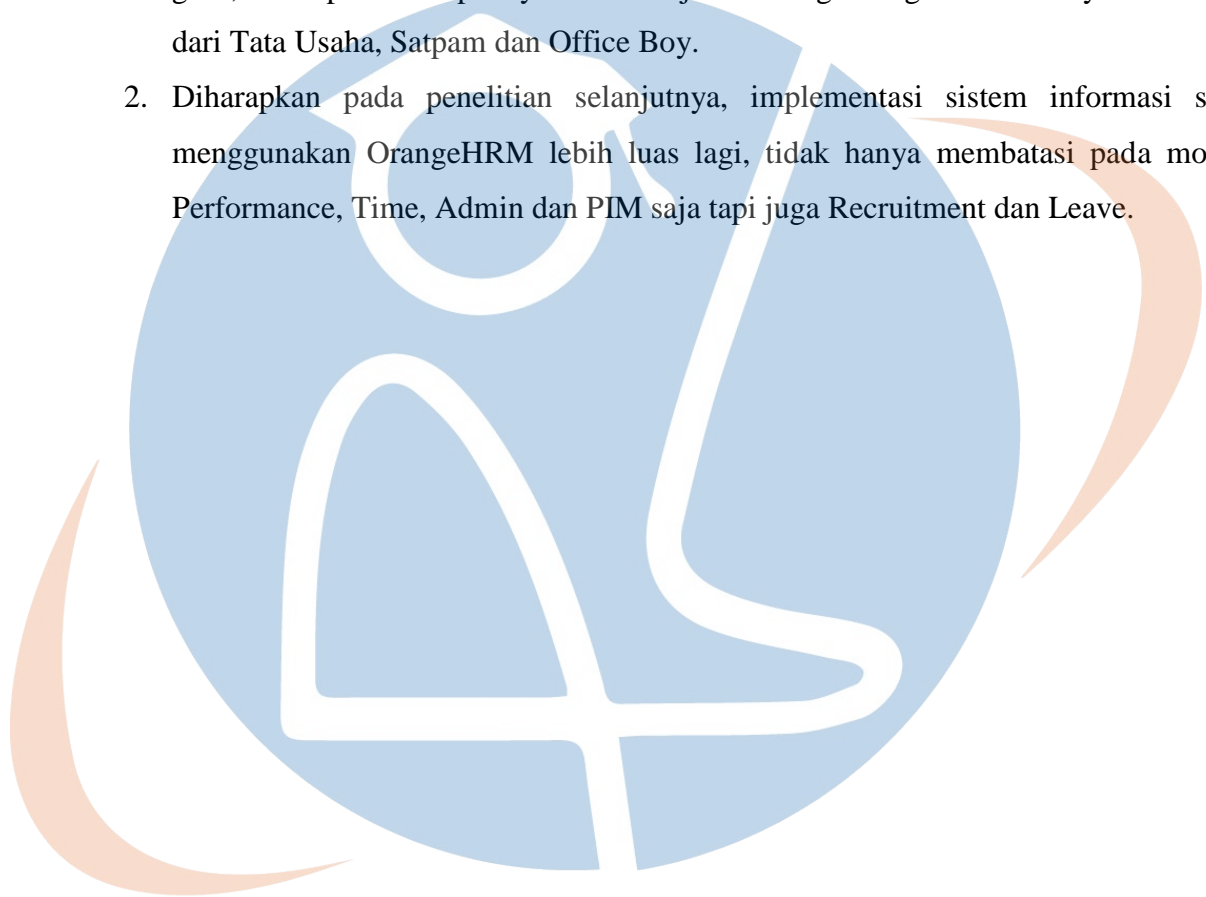 dari Tata Usaha, Satpam dan Office Boy.
2. Diharapkan pada penelitian selanjutnya, implementasi sistem informasi s
menggunakan OrangeHRM lebih luas lagi, tidak hanya membatasi pada mo
Performance, Time, Admin dan PIM saja tapi juga Recruitment dan Leave.